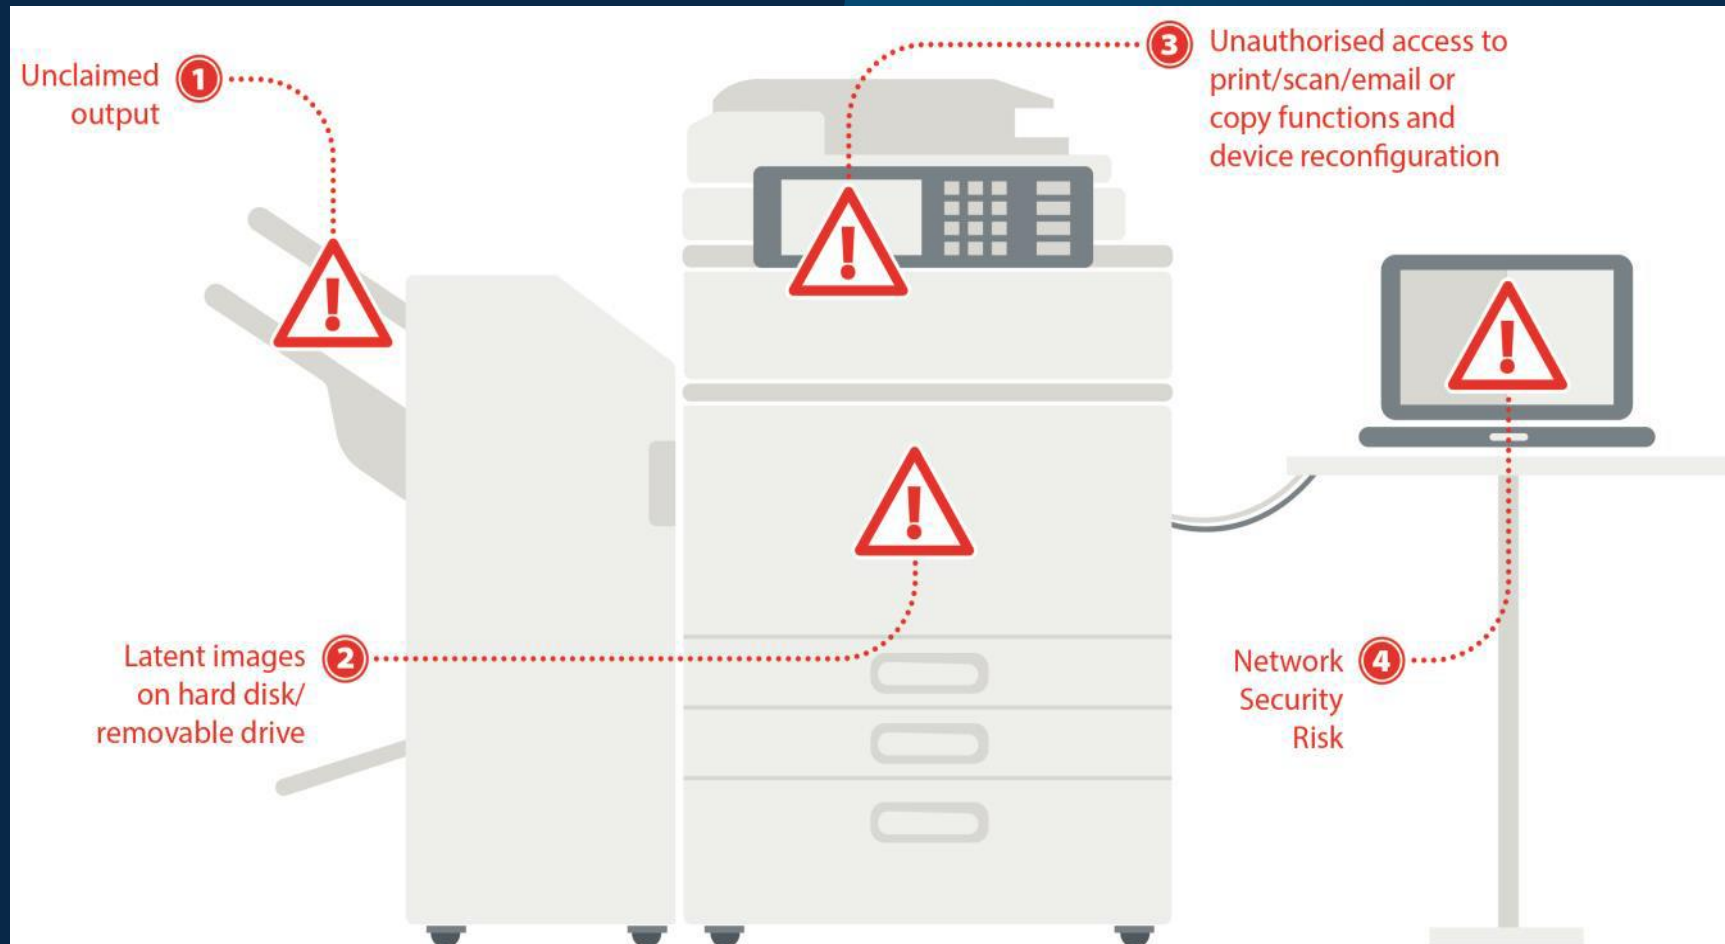 Unclaimed
output
1
3
Unauthorised access to
print/scan/email or
copy functions and
device reconfiguration
Latent images
on hard disk/
removable drive
2
Network
Security
Risk
4